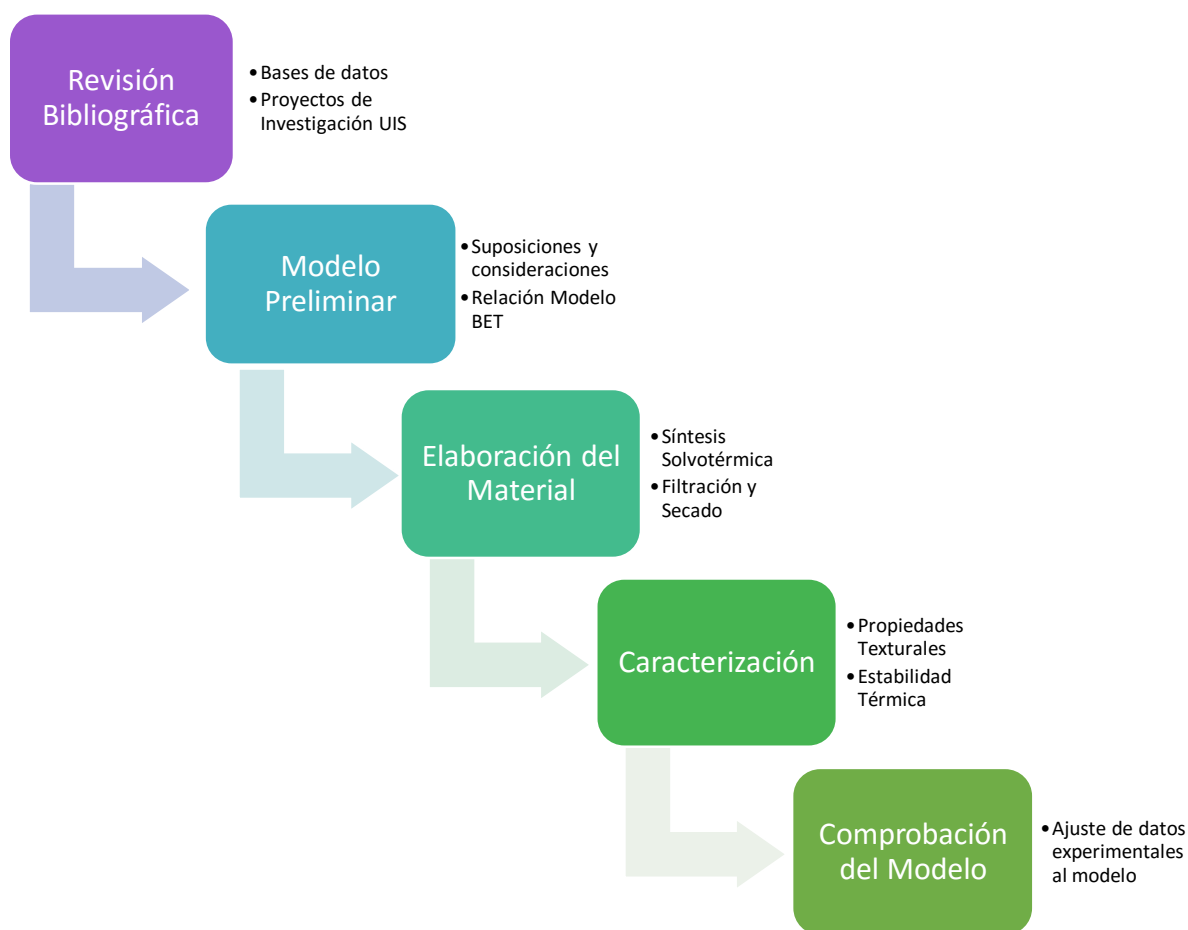 Revisión
Bibliográfica
•Bases de datos
•Proyectos de
Investigación UIS
Modelo
Preliminar
•Suposiciones y
consideraciones
•Relación Modelo
BET
Elaboración del
Material
•Síntesis
Solvotérmica
•Filtración y
Secado
Caracterización
•Propiedades
Texturales
•Estabilidad
Térmica
Comprobación
del Modelo
•Ajuste de datos
experimentales
al modelo